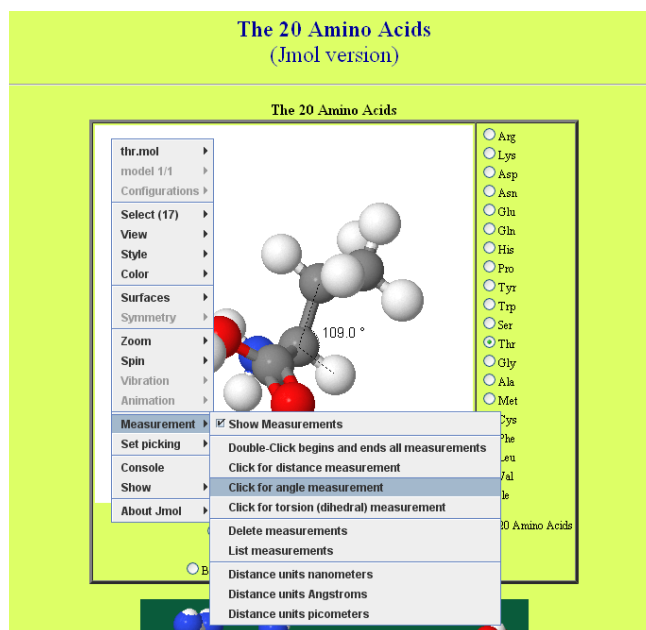 The 20 Amino Acids
(Jmol version)
The 20 Amino Acids
thr.mol
model 1/1
Configurations
Select (17)
View
Style
Color
Surfaces
Symmetry
Zoom
Spin
Vibration
Animation
Measurement
Set picking
Console
Show
About Jmol
109.0 °
Show Measurements
Double-Click begins and ends all measurements
Click for distance measurement
Click for angle measurement
Click for torsion (dihedral) measurement
Delete measurements
List measurements
Distance units nanometers
Distance units Angstroms
Distance units picometers
Arg
Lys
Asp
Asn
Glu
Gln
His
Pro
Tyr
Trp
Ser
Thr
Gly
Ala
Met
Cys
20 Amino Acids
B